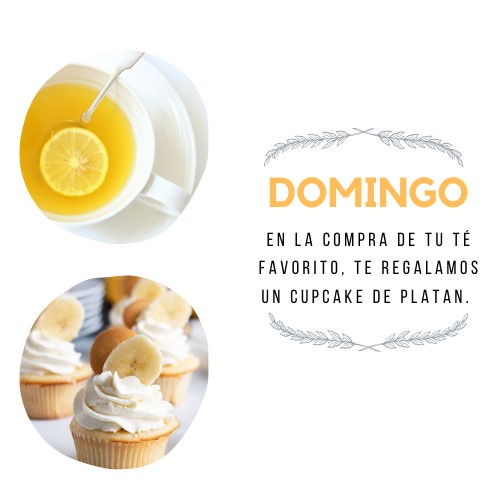 DOMINGO
EN LA COMPRA DE TU TÉ
FAVORITO, TE REGALAMOS
UN CUPCAKE DE PLATAN.